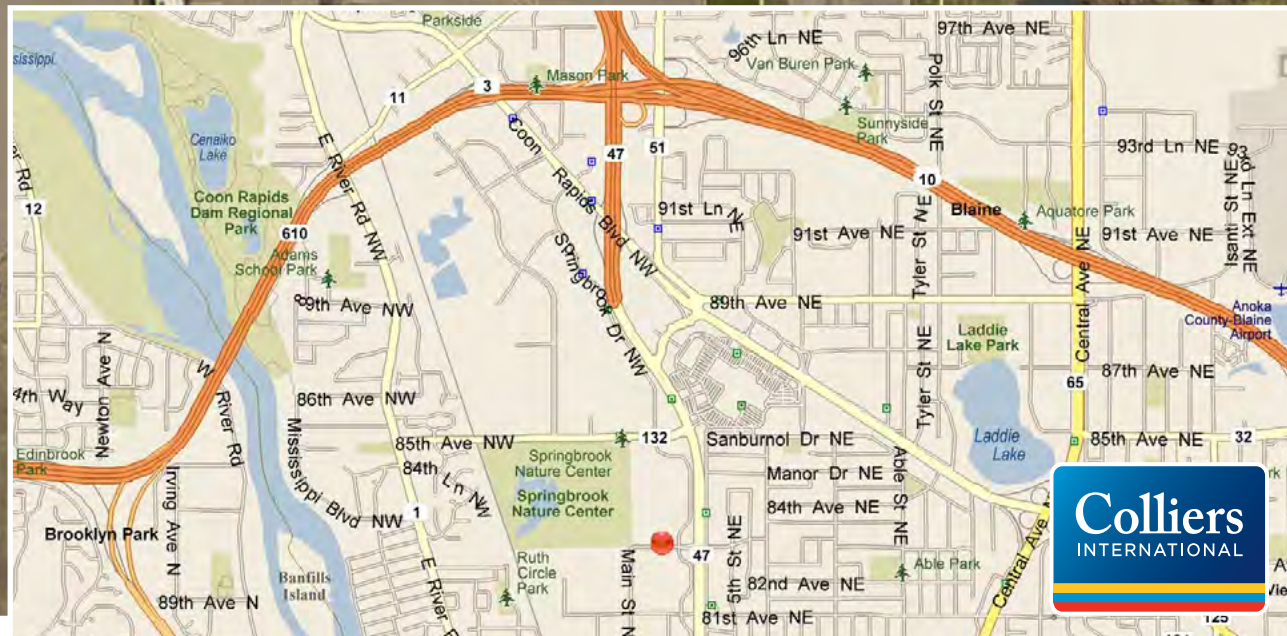 Parkside
97th Ave NE
96th Ln NE
Van Buren Park
Polk St NE
ssissippi
Mason Park
3
11
Coon Rapids Blvd NW
47
51
Sunnyside
Park
93rd Ln NE
93rd Ln Ext NE
Cenaiko
Lake
E River Rd NW
10
Isanti St NE
12
Coon Rapids
Dam Regional
Park
91st Ln NE
Blaine
Aquatore Park
610
91st Ave NE
Tyler St NE
91st Ave NE
Adams
School Park
Springbrook Dr NW
89th Ave NW
89th Ave NE
Central Ave NE
Anoka
County-Blaine
Airport
Newton Ave N
W River Rd
Laddie
Lake Park
Tyler St NE
87th Ave NE
65
4th Way
86th Ave NW
Mississippi Blvd NW
85th Ave NW
132
Sanburnol Dr NE
Laddie
Lake
85th Ave NE
32
Edinbrook
Park
84th Ln NW
Springbrook
Nature Center
Manor Dr NE
Able St NE
Irving Ave N
Springbrook
Nature Center
84th Ave NE
1
Brooklyn Park
47
Central Ave N
Colliers
INTERNATIONAL
Ruth
Circle
Park
Main St N
5th St NE
Able Park
Banfills
Island
E River R
82nd Ave NE
89th Ave N
81st Ave NE
125